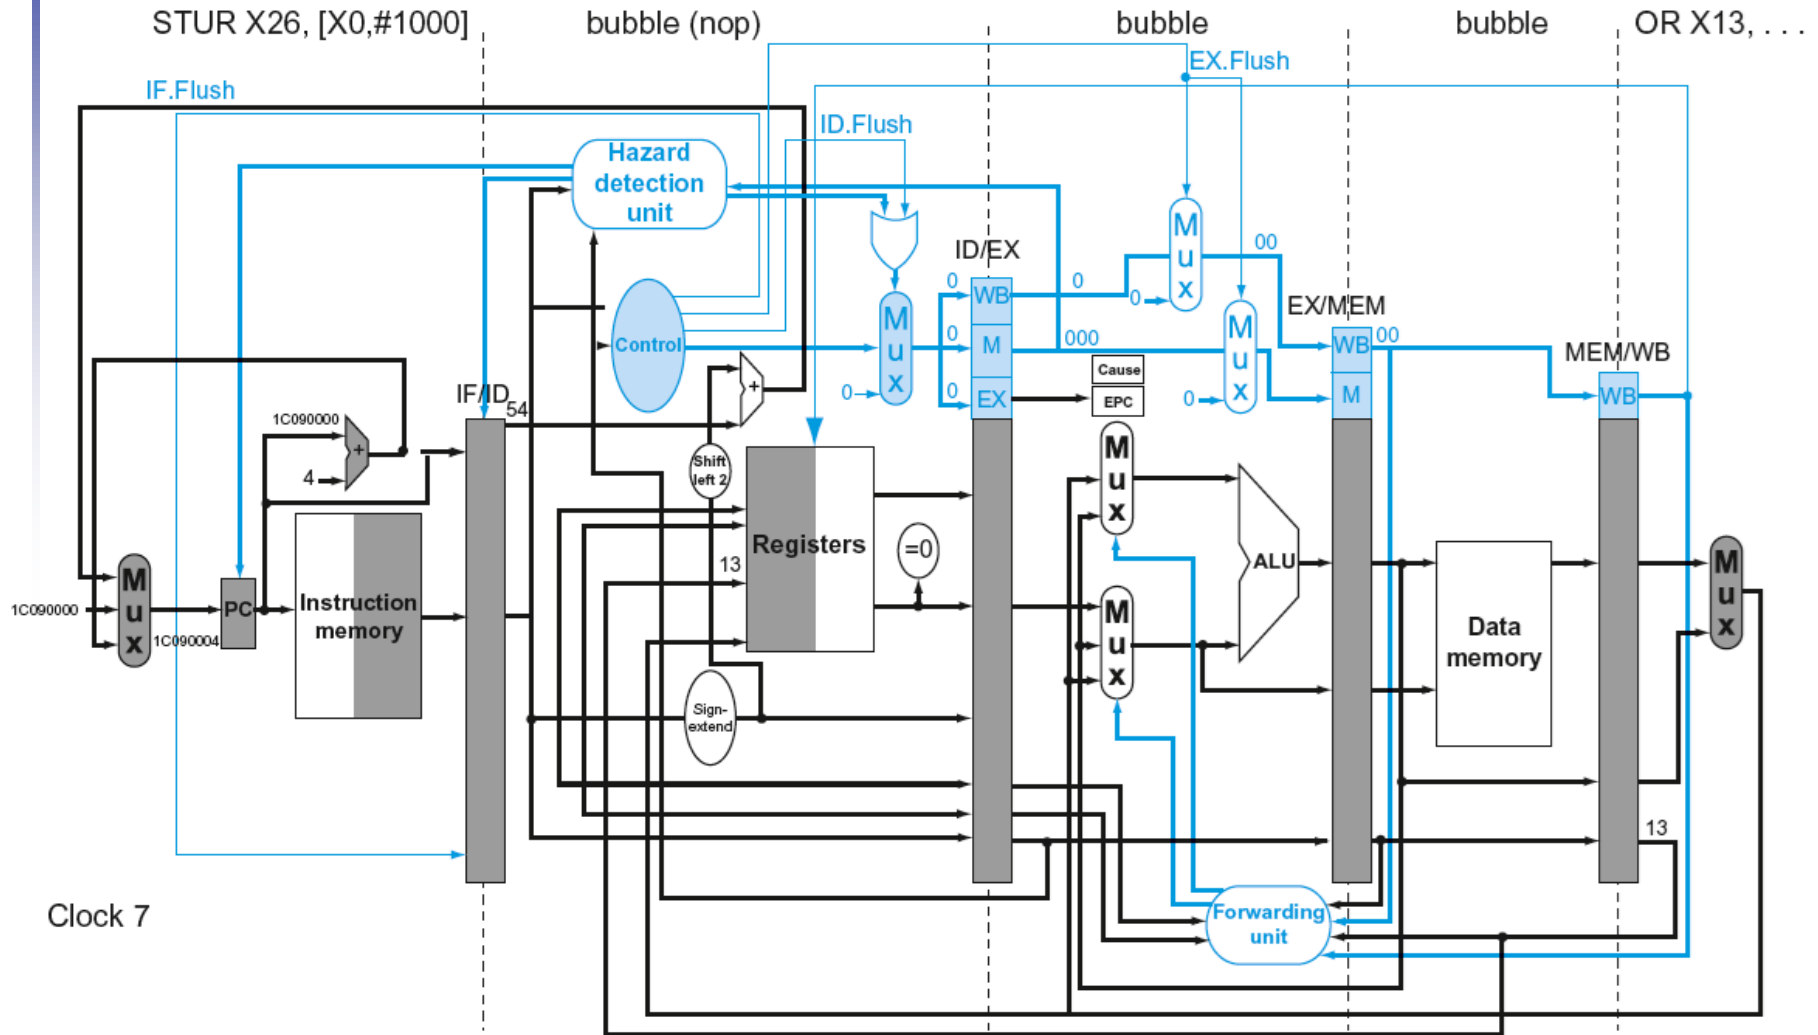 STUR X26, [X0,#1000]
bubble (nop)
bubble
bubble
OR X13, . . .
IF.Flush
EX.Flush
ID.Flush
Hazard
detection
unit
M
u
x
00
ID/EX
0
WB
0
0
EX/MEM
M
u
x
0
M
000
M
u
x
WB
00
MEM/WB
Control
0
0
EX
Cause
EPC
0
M
WB
IF/ID
54
+
1C090000
+
4
Shift
left 2
M
u
x
Registers
=0
ALU
13
M
u
x
1C090000
1C090004
PC
Instruction
memory
M
u
x
Data
memory
M
u
x
Sign-
extend
13
Forwarding
unit
Clock 7